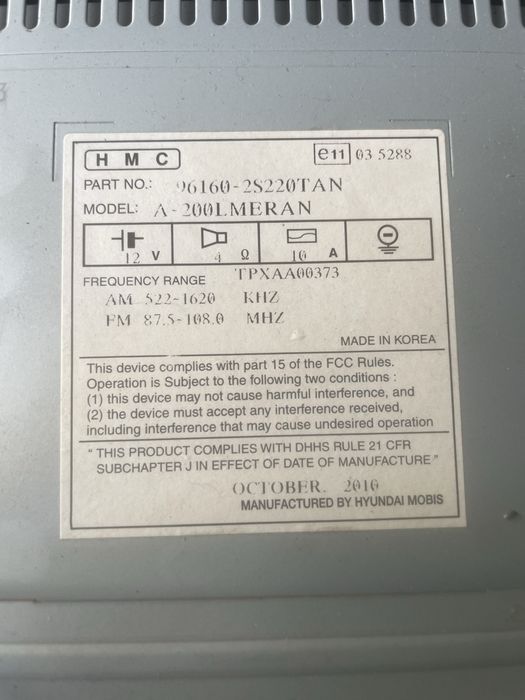 HMC
e11 03 5288
PART NO.: 96160-2S220TAN
MODEL: A-200LMERAN
12 V 4 Ω 10 A
TPXAA00373
FREQUENCY RANGE
AM 522-1620 KHZ
FM 87.5-108.0 MHZ
MADE IN KOREA
This device complies with part 15 of the FCC Rules.
Operation is Subject to the following two conditions :
(1) this device may not cause harmful interference, and
(2) the device must accept any interference received,
including interference that may cause undesired operation
" THIS PRODUCT COMPLIES WITH DHHS RULE 21 CFR
SUBCHAPTER J IN EFFECT OF DATE OF MANUFACTURE "
OCTOBER. 2010
MANUFACTURED BY HYUNDAI MOBIS